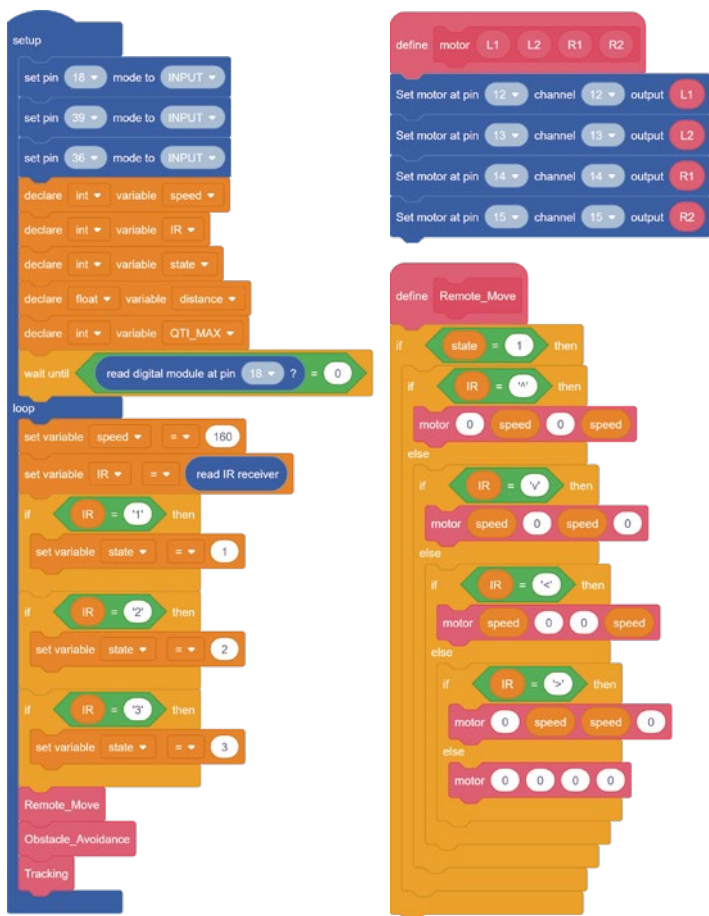 setup
set pin 18 mode to INPUT
set pin 39 mode to INPUT
set pin 36 mode to INPUT
declare int variable speed
declare int variable IR
declare int variable state
declare float variable distance
declare int variable QTI_MAX
wait until read digital module at pin 18 ? = 0
loop
set variable speed = 160
set variable IR = read IR receiver
if IR = '1' then
set variable state = 1
if IR = '2' then
set variable state = 2
if IR = '3' then
set variable state = 3
Remote_Move
Obstacle_Avoidance
Tracking
define motor L1 L2 R1 R2
Set motor at pin 12 channel 12 output L1
Set motor at pin 13 channel 13 output L2
Set motor at pin 14 channel 14 output R1
Set motor at pin 15 channel 15 output R2
define Remote_Move
if state = 1 then
if IR = '^' then
motor 0 speed 0 speed
else
if IR = 'v' then
motor speed 0 speed 0
else
if IR = '<' then
motor speed 0 0 speed
else
if IR = '>' then
motor 0 speed speed 0
else
motor 0 0 0 0